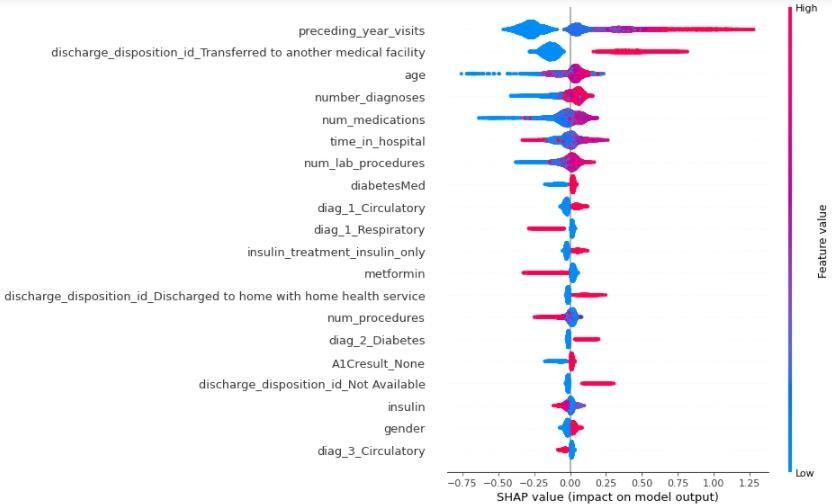 High
preceding_year_visits
discharge_disposition_id_Transferred to another medical facility
age
number_diagnoses
num_medications
time_in_hospital
num_lab_procedures
diabetesMed
diag_1_Circulatory
diag_1_Respiratory
insulin_treatment_insulin_only
metformin
discharge_disposition_id_Discharged to home with home health service
num_procedures
diag_2_Diabetes
A1Cresult_None
discharge_disposition_id_Not Available
insulin
gender
diag_3_Circulatory
Feature value
Low
−0.75 −0.50 −0.25 0.00 0.25 0.50 0.75 1.00 1.25
SHAP value (impact on model output)